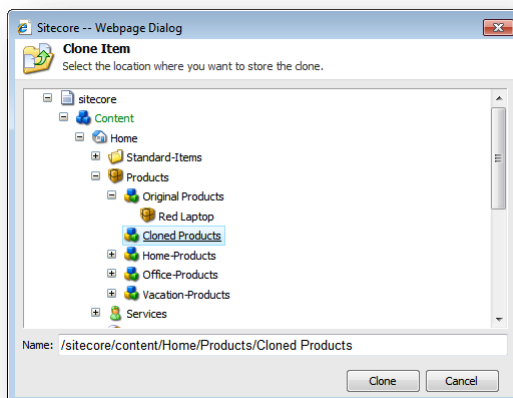 Sitecore -- Webpage Dialog
Clone Item
Select the location where you want to store the clone.
sitecore
Content
Home
Standard-Items
Products
Original Products
Red Laptop
Cloned Products
Home-Products
Office-Products
Vacation-Products
Services
Name: /sitecore/content/Home/Products/Cloned Products
Clone Cancel